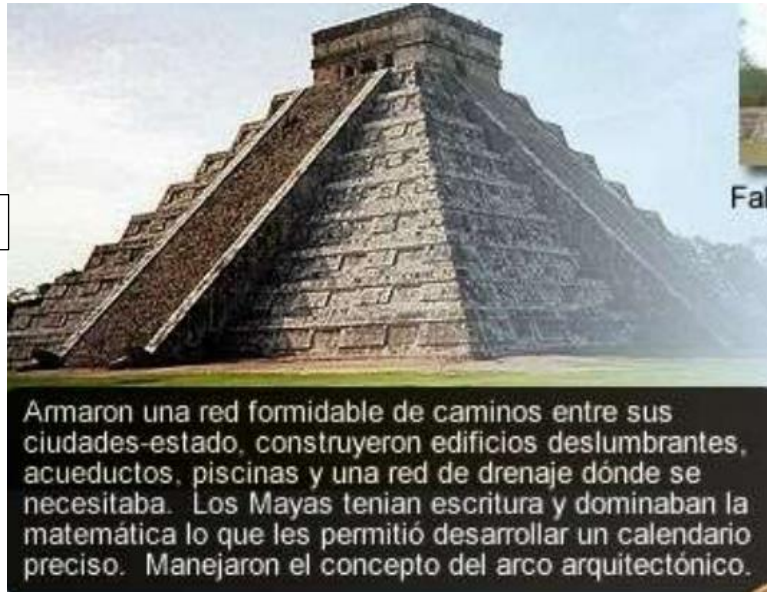 Armaron una red formidable de caminos entre sus
ciudades-estado, construyeron edificios deslumbrantes,
acueductos, piscinas y una red de drenaje dónde se
necesitaba. Los Mayas tenian escritura y dominaban la
matemática lo que les permitió desarrollar un calendario
preciso. Manejaron el concepto del arco arquitectónico.